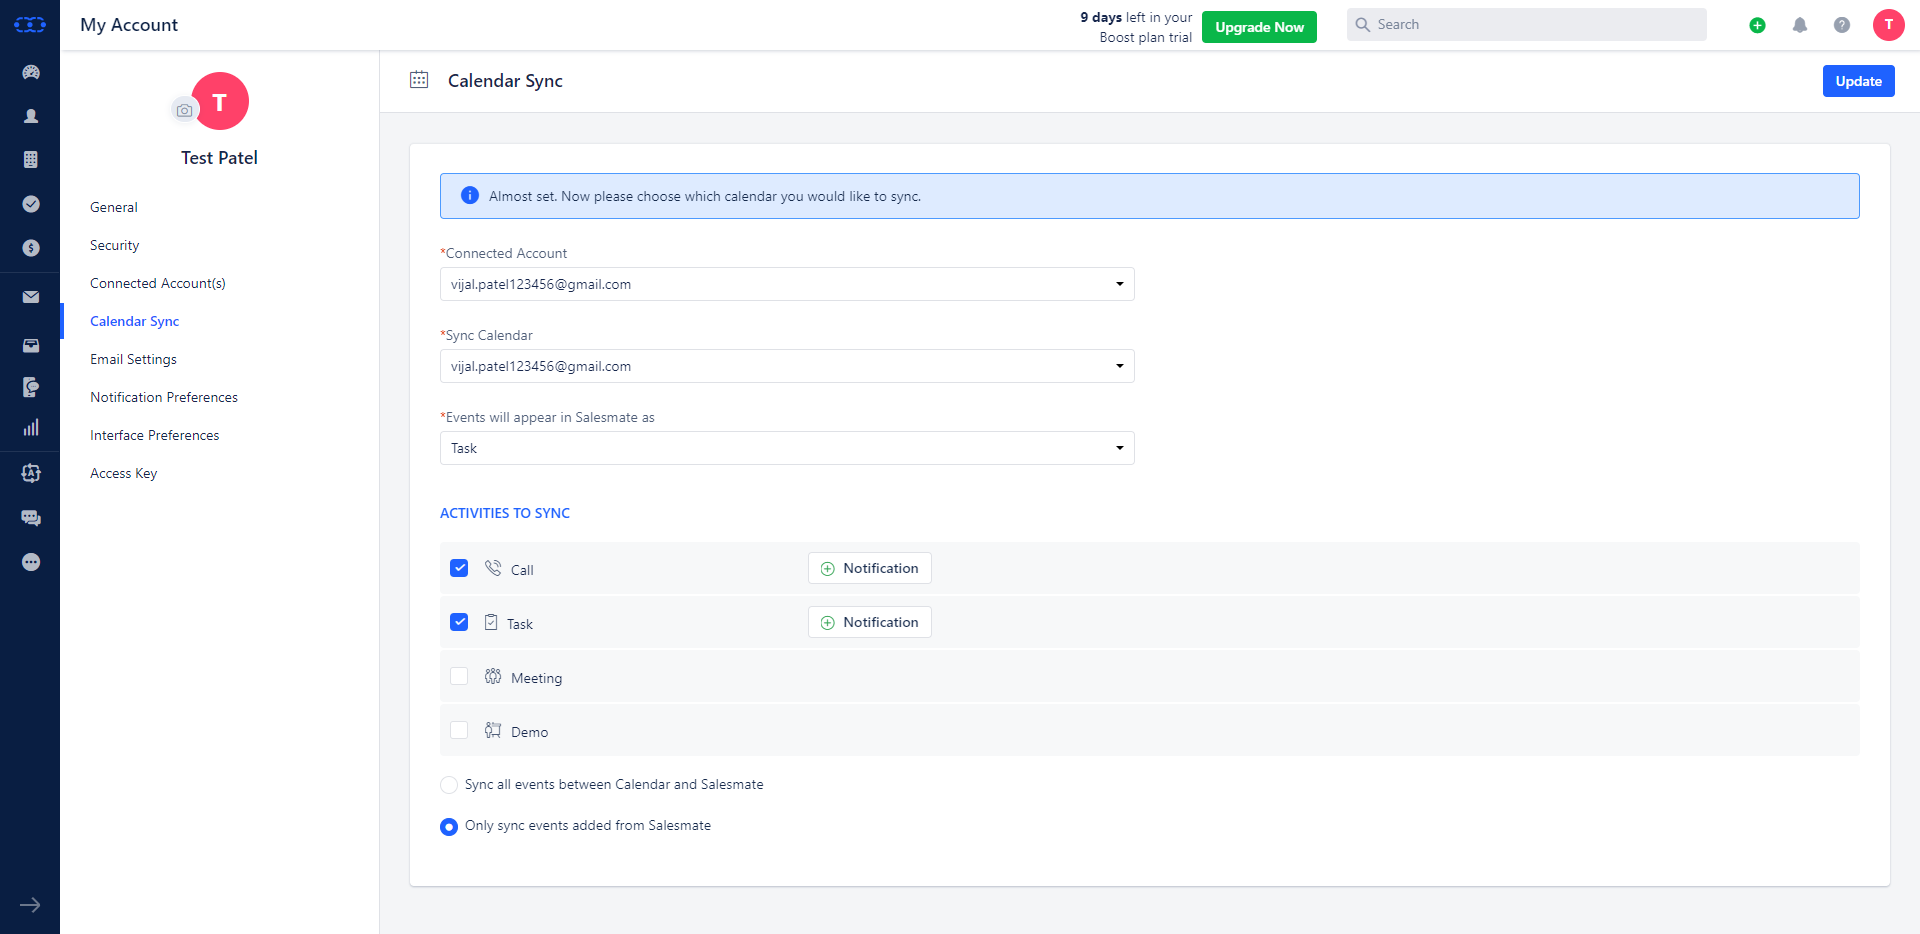 My Account
9 days left in your
Boost plan trial
Upgrade Now
Search
T
T
Test Patel
General
Security
Connected Account(s)
Calendar Sync
Email Settings
Notification Preferences
Interface Preferences
Access Key
Calendar Sync
Update
Almost set. Now please choose which calendar you would like to sync.
*Connected Account
vijal.patel123456@gmail.com
*Sync Calendar
vijal.patel123456@gmail.com
*Events will appear in Salesmate as
Task
ACTIVITIES TO SYNC
Call
Notification
Task
Notification
Meeting
Demo
Sync all events between Calendar and Salesmate
Only sync events added from Salesmate